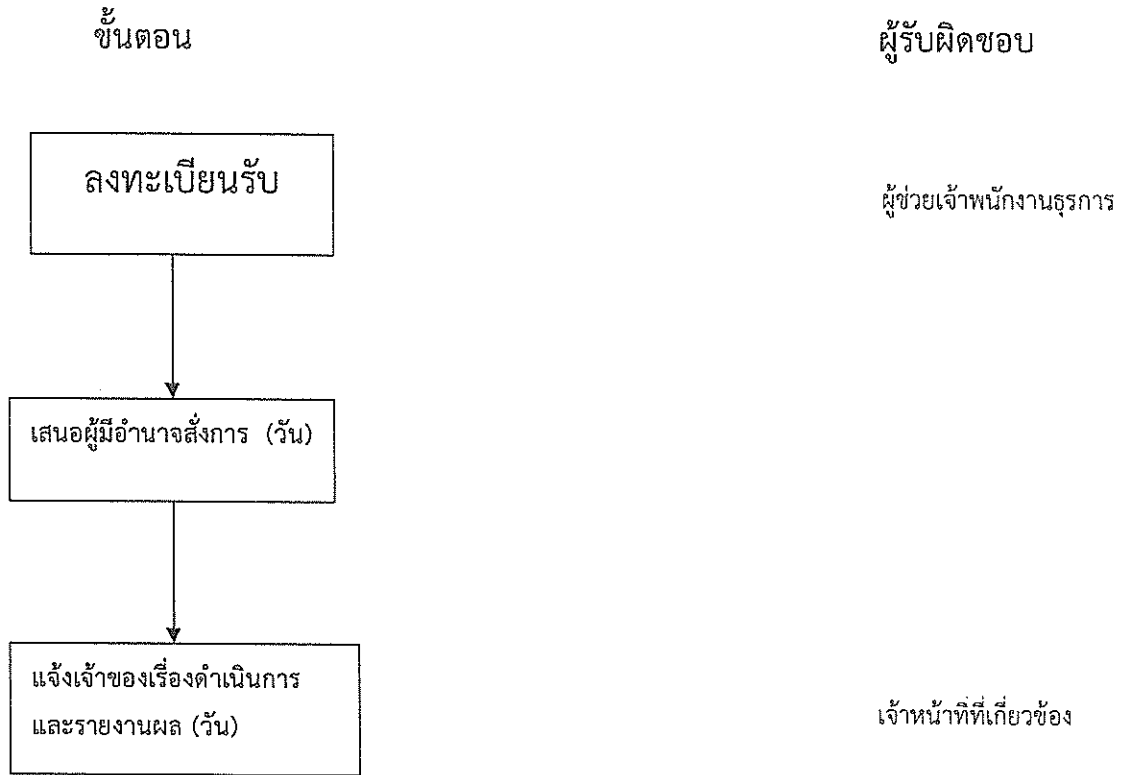 ขั้นตอน
ผู้รับผิดชอบ
ลงทะเบียนรับ
ผู้ช่วยเจ้าพนักงานธุรการ
เสนอผู้มีอำนาจสั่งการ (วัน)
แจ้งเจ้าของเรื่องดำเนินการ
และรายงานผล (วัน)
เจ้าหน้าที่ที่เกี่ยวข้อง